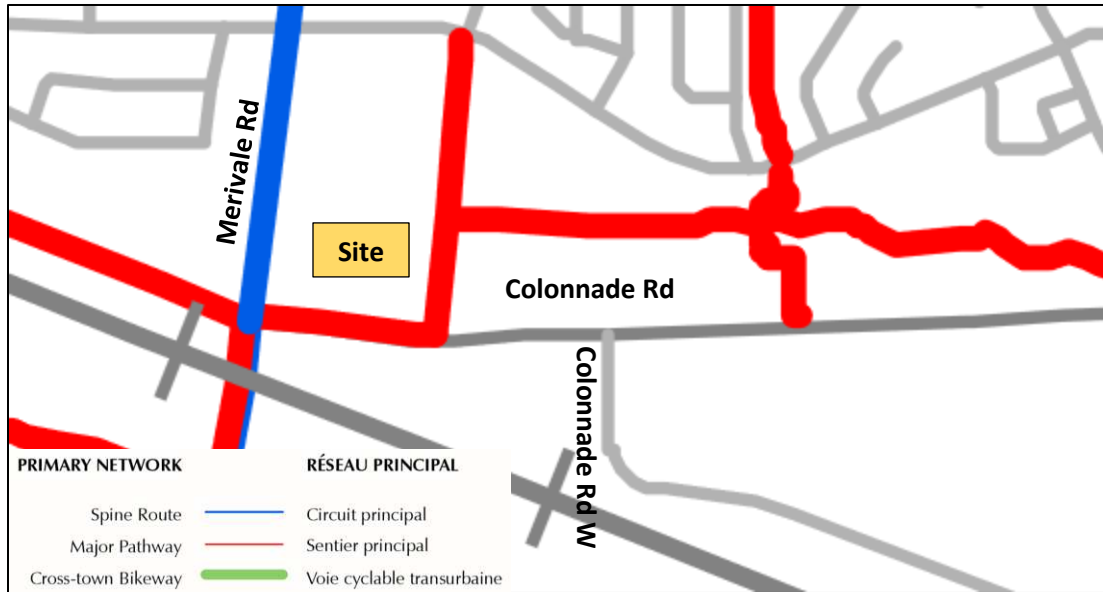 Merivale Rd
Site
Colonnade Rd
Colonnade Rd W
PRIMARY NETWORK RÉSEAU PRINCIPAL
Spine Route Circuit principal
Major Pathway Sentier principal
Cross-town Bikeway Voie cyclable transurbaine